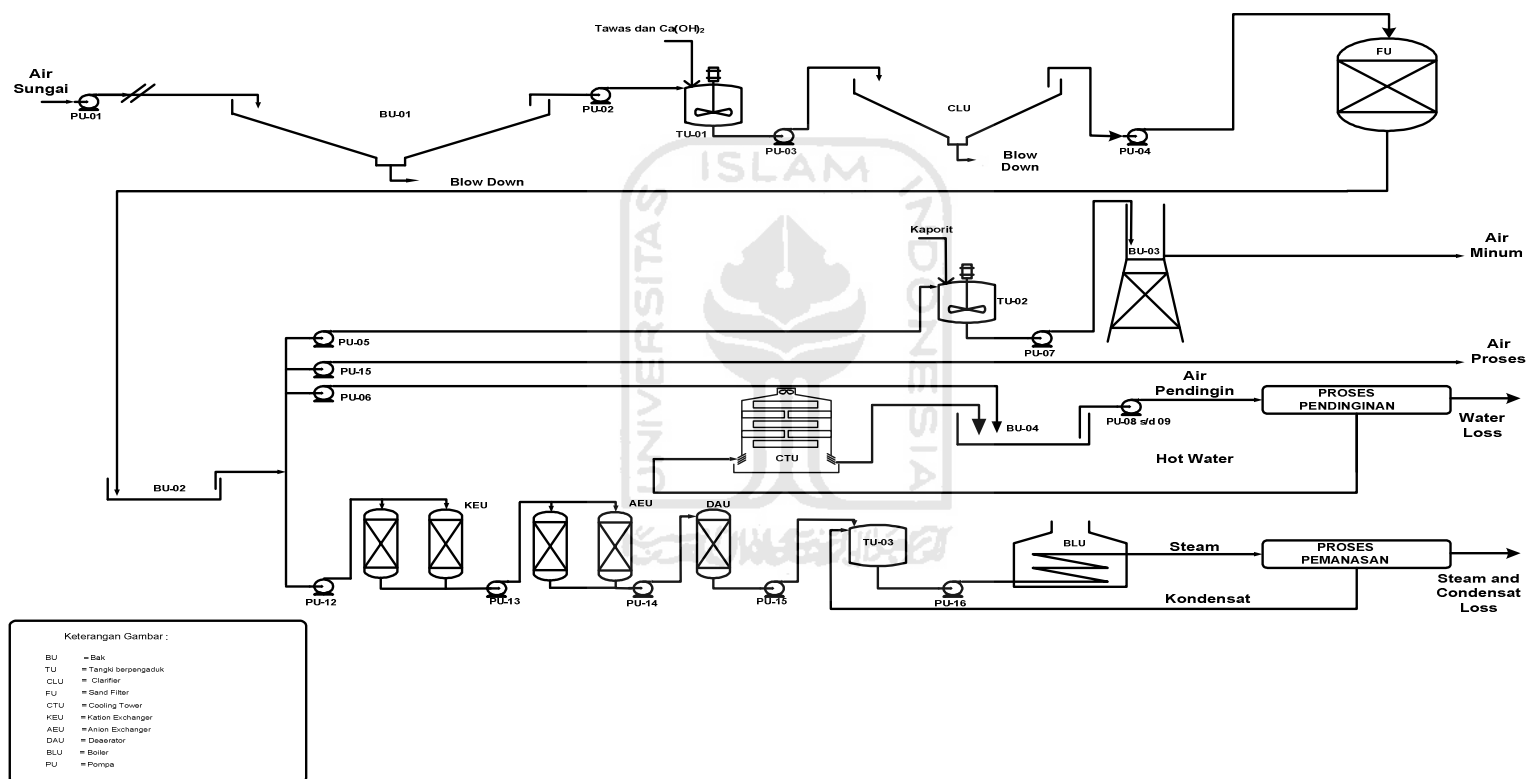 Tawas dan Ca(OH)2
Air
Sungai
PU-01
BU-01
PU-02
TU-01
PU-03
CLU
PU-04
FU
Blow Down
Blow
Down
ISLAM
UNIVERSITAS
INDONESIA
Kaporit
TU-02
PU-07
BU-03
Air
Minum
PU-05
PU-15
Air
Proses
PU-06
CTU
BU-04
PU-08 s/d 09
Air
Pendingin
PROSES
PENDINGINAN
Water
Loss
Hot Water
BU-02
KEU
AEU
DAU
TU-03
BLU
Steam
PROSES
PEMANASAN
Steam and
Condensat
Loss
PU-12
PU-13
PU-14
PU-15
PU-16
Kondensat
Keterangan Gambar :
BU = Bak
TU = Tangki berpengaduk
CLU = Clarifier
FU = Sand Filter
CTU = Cooling Tower
KEU = Kation Exchanger
AEU = Anion Exchanger
DAU = Deaerator
BLU = Boiler
PU = Pompa